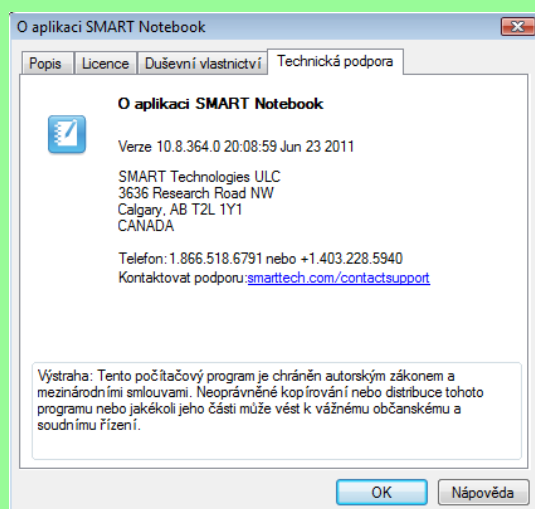 O aplikaci SMART Notebook
Popis Licence Duševní vlastnictví Technická podpora
O aplikaci SMART Notebook
Verze 10.8.364.0 20:08:59 Jun 23 2011
SMART Technologies ULC
3636 Research Road NW
Calgary, AB T2L 1Y1
CANADA
Telefon: 1.866.518.6791 nebo +1.403.228.5940
Kontaktovat podporu:smarttech.com/contactsupport
Výstraha: Tento počítačový program je chráněn autorským zákonem a
mezinárodními smlouvami. Neoprávněné kopírování nebo distribuce tohoto
programu nebo jakékoli jeho části může vést k vážnému občanskému a
soudnímu řízení.
OK Nápověda